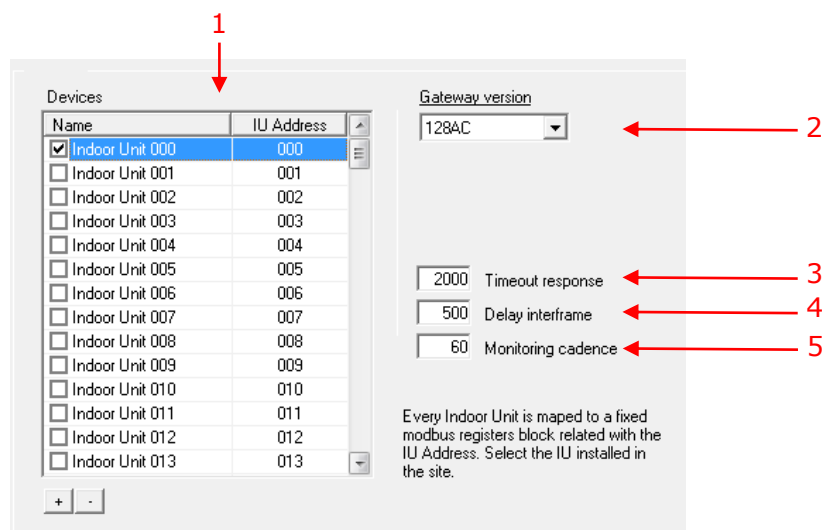 1
Devices
Name IU Address
Indoor Unit 000 000
Indoor Unit 001 001
Indoor Unit 002 002
Indoor Unit 003 003
Indoor Unit 004 004
Indoor Unit 005 005
Indoor Unit 006 006
Indoor Unit 007 007
Indoor Unit 008 008
Indoor Unit 009 009
Indoor Unit 010 010
Indoor Unit 011 011
Indoor Unit 012 012
Indoor Unit 013 013
+ -
Gateway version
128AC 2
2000 Timeout response 3
500 Delay interframe 4
60 Monitoring cadence 5
Every Indoor Unit is maped to a fixed
modbus registers block related with the
IU Address. Select the IU installed in
the site.